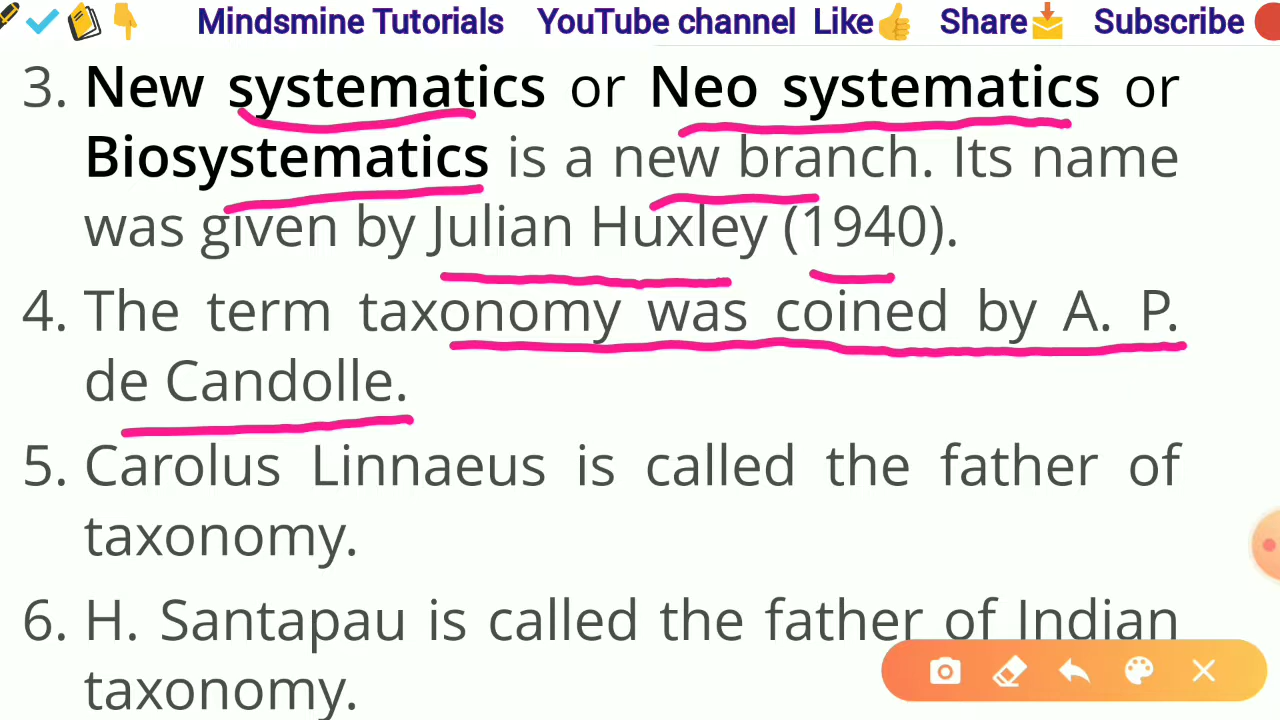 Mindsmine Tutorials YouTube channel Like Share Subscribe
3. New systematics or Neo systematics or
Biosystematics is a new branch. Its name
was given by Julian Huxley (1940).
4. The term taxonomy was coined by A. P.
de Candolle.
5. Carolus Linnaeus is called the father of
taxonomy.
6. H. Santapau is called the father of Indian
taxonomy.